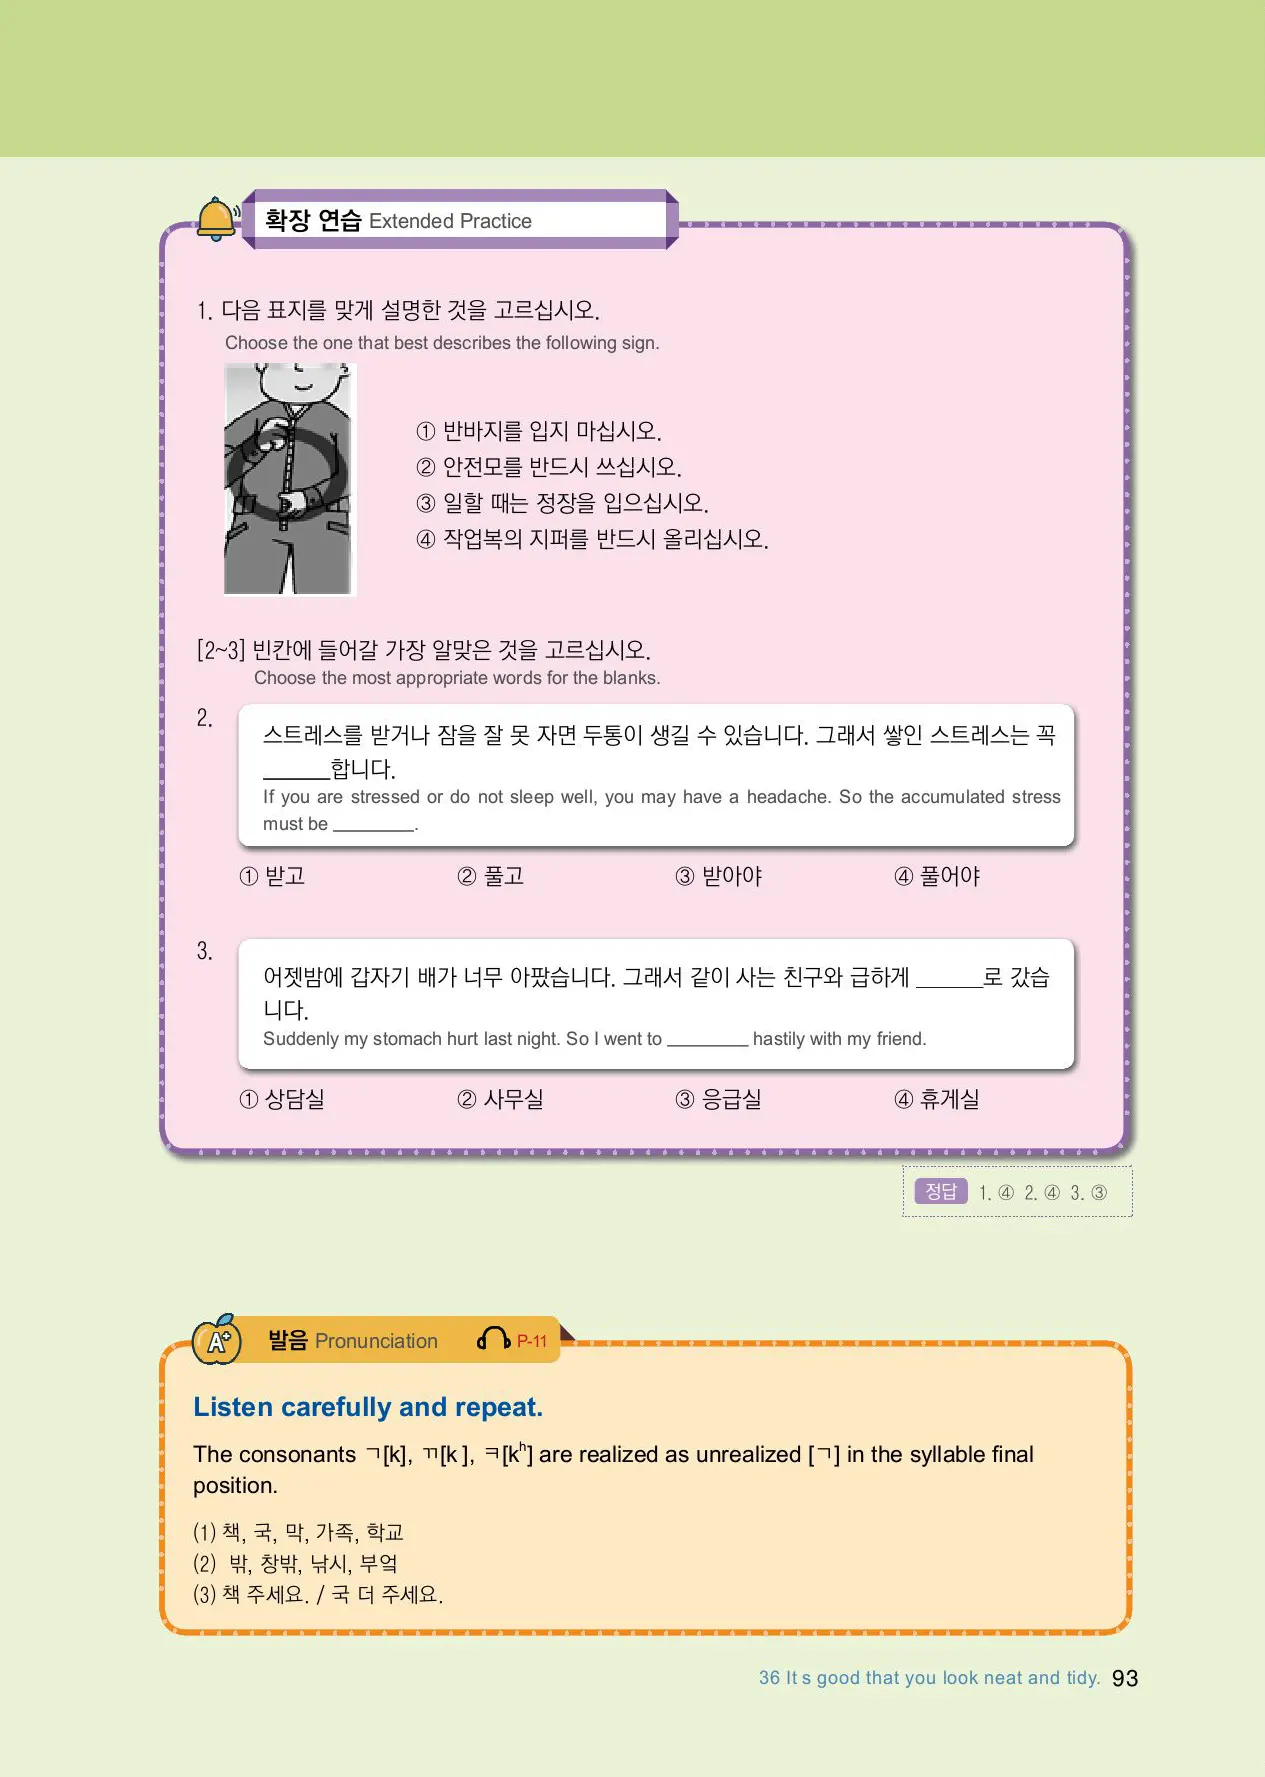 확장 연습 Extended Practice
1. 다음 표지를 맞게 설명한 것을 고르십시오.
Choose the one that best describes the following sign.
① 반바지를 입지 마십시오.
② 안전모를 반드시 쓰십시오.
③ 일할 때는 정장을 입으십시오.
④ 작업복의 지퍼를 반드시 올리십시오.
[2~3] 빈칸에 들어갈 가장 알맞은 것을 고르십시오.
Choose the most appropriate words for the blanks.
2.
스트레스를 받거나 잠을 잘 못 자면 두통이 생길 수 있습니다. 그래서 쌓인 스트레스는 꼭
______합니다.
If you are stressed or do not sleep well, you may have a headache. So the accumulated stress
must be ________.
① 받고 ② 풀고 ③ 받아야 ④ 풀어야
3.
어젯밤에 갑자기 배가 너무 아팠습니다. 그래서 같이 사는 친구와 급하게 ______로 갔습
니다.
Suddenly my stomach hurt last night. So I went to ________ hastily with my friend.
① 상담실 ② 사무실 ③ 응급실 ④ 휴게실
정답 1. ④ 2. ④ 3. ③
A+ 발음 Pronunciation P-11
Listen carefully and repeat.
The consonants ㄱ[k], ㄲ[k ], ㅋ[kʰ] are realized as unrealized [ㄱ] in the syllable final
position.
(1) 책, 국, 막, 가족, 학교
(2) 밖, 창밖, 낚시, 부엌
(3) 책 주세요. / 국 더 주세요.
36 It s good that you look neat and tidy. 93